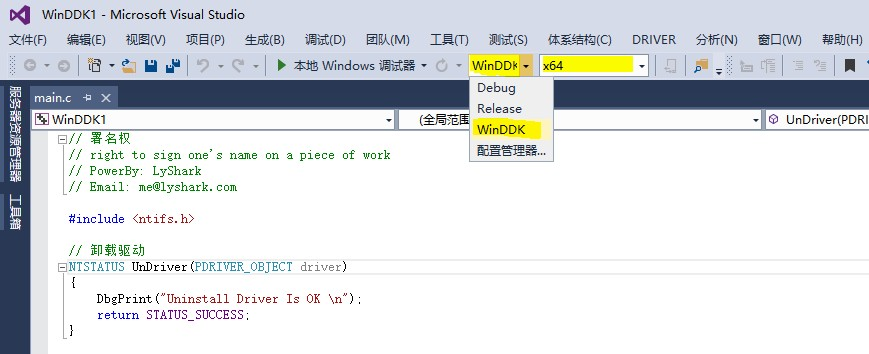 WinDDK1 - Microsoft Visual Studio
文件(F) 编辑(E) 视图(V) 项目(P) 生成(B) 调试(D) 团队(M) 工具(T) 测试(S) 体系结构(C) DRIVER 分析(N) 窗口(W) 帮助(H)
本地 Windows 调试器 WinDDK x64
Debug
Release
WinDDK
配置管理器...
服务器资源管理器
工具箱
main.c
WinDDK1 (全局范围 UnDriver(PD
// 署名权
// right to sign one's name on a piece of work
// PowerBy: LyShark
// Email: me@lyshark.com
#include <ntifs.h>
// 卸载驱动
NTSTATUS UnDriver(PDRIVER_OBJECT driver)
{
DbgPrint("Uninstall Driver Is OK \n");
return STATUS_SUCCESS;
}